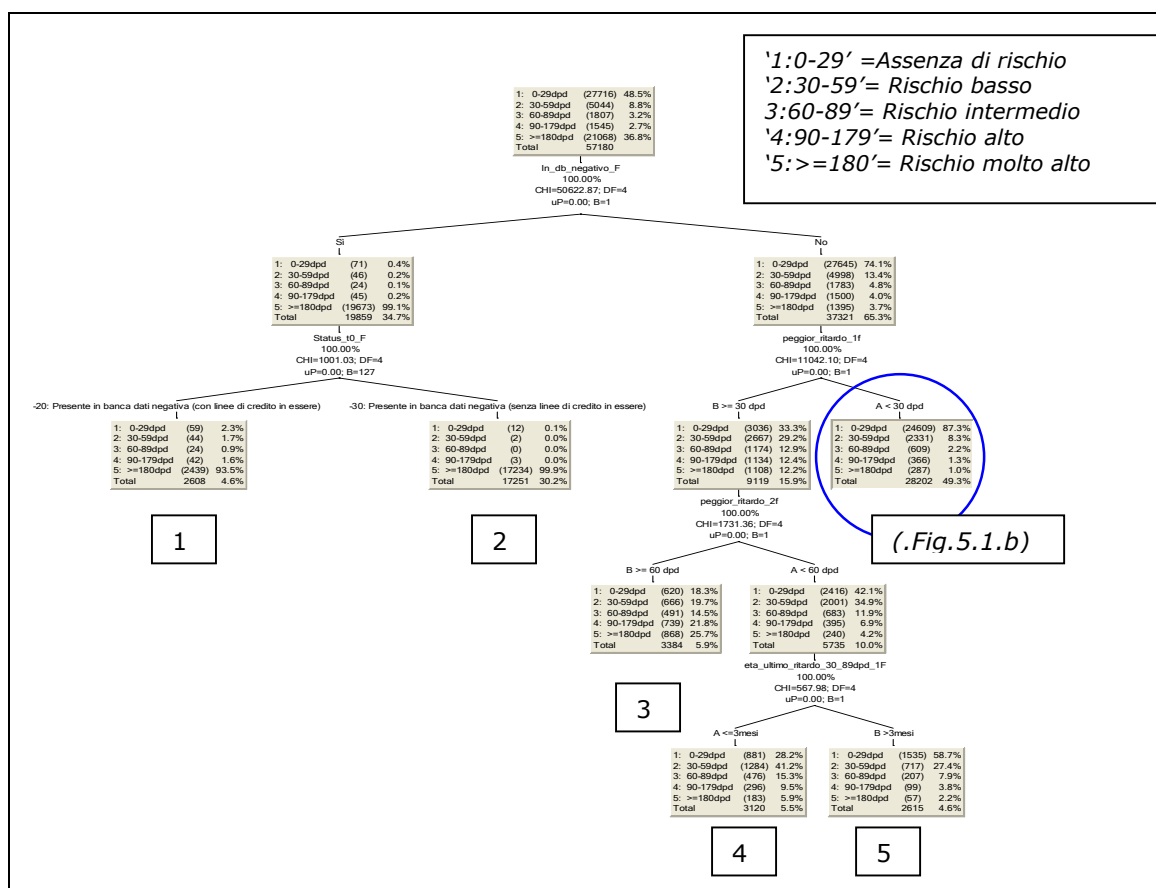 ‘1:0-29’ =Assenza di rischio
‘2:30-59’= Rischio basso
3:60-89’= Rischio intermedio
‘4:90-179’= Rischio alto
‘5:>=180’= Rischio molto alto
1: 0-29dpd (27716) 48.5%
2: 30-59dpd (5044) 8.8%
3: 60-89dpd (1807) 3.2%
4: 90-179dpd (1545) 2.7%
5: >=180dpd (21068) 36.8%
Total 57180
In_db_negativo_F
100.00%
CHI=50622.87; DF=4
uP=0.00; B=1
Si
1: 0-29dpd (71) 0.4%
2: 30-59dpd (46) 0.2%
3: 60-89dpd (24) 0.1%
4: 90-179dpd (45) 0.2%
5: >=180dpd (19673) 99.1%
Total 19859 34.7%
Status_t0_F
100.00%
CHI=1001.03; DF=4
uP=0.00; B=127
No
1: 0-29dpd (27645) 74.1%
2: 30-59dpd (4998) 13.4%
3: 60-89dpd (1783) 4.8%
4: 90-179dpd (1500) 4.0%
5: >=180dpd (1395) 3.7%
Total 37321 65.3%
peggior_ritardo_1f
100.00%
CHI=11042.10; DF=4
uP=0.00; B=1
-20: Presente in banca dati negativa (con linee di credito in essere)
1: 0-29dpd (59) 2.3%
2: 30-59dpd (44) 1.7%
3: 60-89dpd (24) 0.9%
4: 90-179dpd (42) 1.6%
5: >=180dpd (2439) 93.5%
Total 2608 4.6%
1
-30: Presente in banca dati negativa (senza linee di credito in essere)
1: 0-29dpd (12) 0.1%
2: 30-59dpd (2) 0.0%
3: 60-89dpd (0) 0.0%
4: 90-179dpd (3) 0.0%
5: >=180dpd (17234) 99.9%
Total 17251 30.2%
2
B >= 30 dpd
1: 0-29dpd (3036) 33.3%
2: 30-59dpd (2667) 29.2%
3: 60-89dpd (1174) 12.9%
4: 90-179dpd (1134) 12.4%
5: >=180dpd (1108) 12.2%
Total 9119 15.9%
peggior_ritardo_2f
100.00%
CHI=1731.36; DF=4
uP=0.00; B=1
A < 30 dpd
1: 0-29dpd (24609) 87.3%
2: 30-59dpd (2331) 8.3%
3: 60-89dpd (609) 2.2%
4: 90-179dpd (366) 1.3%
5: >=180dpd (287) 1.0%
Total 28202 49.3%
(.Fig.5.1.b)
B >= 60 dpd
1: 0-29dpd (620) 18.3%
2: 30-59dpd (666) 19.7%
3: 60-89dpd (491) 14.5%
4: 90-179dpd (739) 21.8%
5: >=180dpd (868) 25.7%
Total 3384 5.9%
3
A < 60 dpd
1: 0-29dpd (2416) 42.1%
2: 30-59dpd (2001) 34.9%
3: 60-89dpd (683) 11.9%
4: 90-179dpd (395) 6.9%
5: >=180dpd (240) 4.2%
Total 5735 10.0%
eta_ultimo_ritardo_30_89dpd_1F
100.00%
CHI=567.98; DF=4
uP=0.00; B=1
A <=3mesi
1: 0-29dpd (881) 28.2%
2: 30-59dpd (1284) 41.2%
3: 60-89dpd (476) 15.3%
4: 90-179dpd (296) 9.5%
5: >=180dpd (183) 5.9%
Total 3120 5.5%
4
B >3mesi
1: 0-29dpd (1535) 58.7%
2: 30-59dpd (717) 27.4%
3: 60-89dpd (207) 7.9%
4: 90-179dpd (99) 3.8%
5: >=180dpd (57) 2.2%
Total 2615 4.6%
5